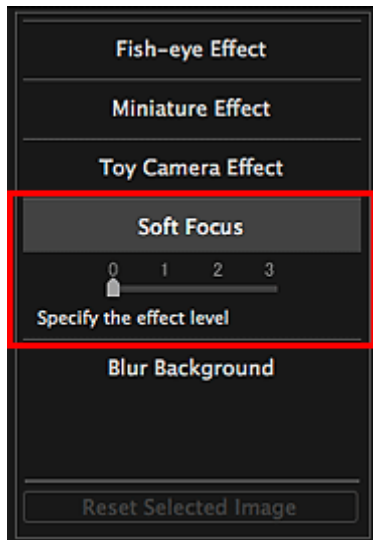 Fish-eye Effect
Miniature Effect
Toy Camera Effect
Soft Focus
0 1 2 3
Specify the effect level
Blur Background
Reset Selected Image